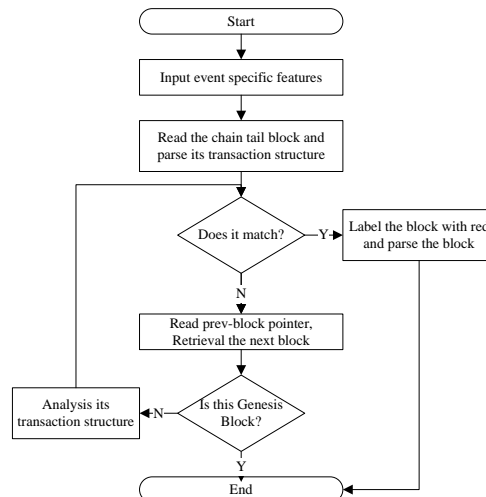 Start
Input event specific features
Read the chain tail block and
parse its transaction structure
Does it match?
Y
Label the block with red
and parse the block
N
Read prev-block pointer,
Retrieval the next block
Is this Genesis
Block?
N
Analysis its
transaction structure
Y
End